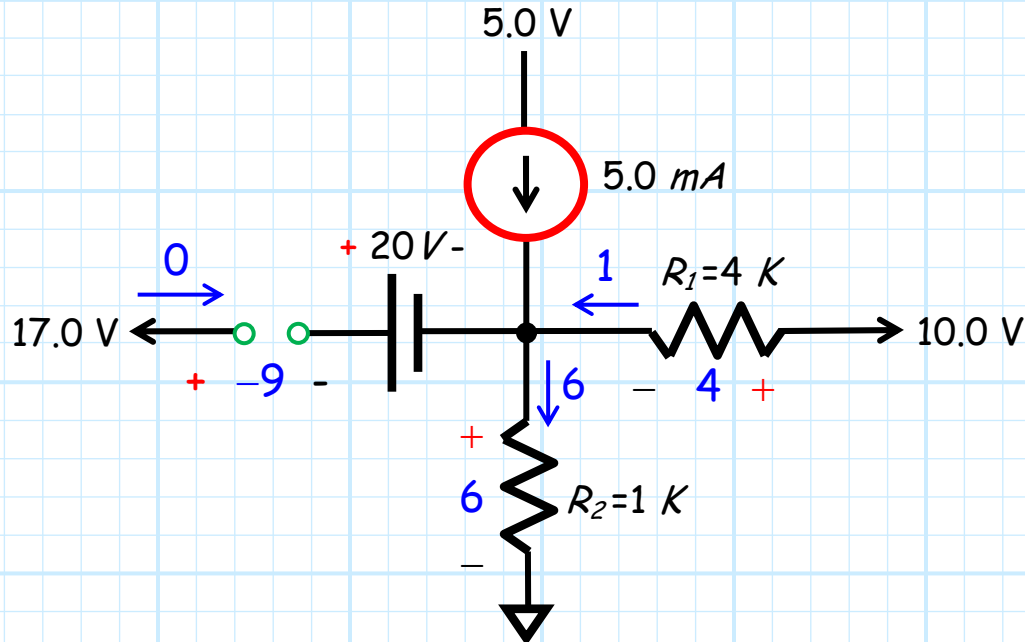 5.0 V
5.0 mA
+ 20V-
0
1
R1=4 K
17.0 V
10.0 V
+ –9 -
6
– 4 +
+
6
R2=1 K
–